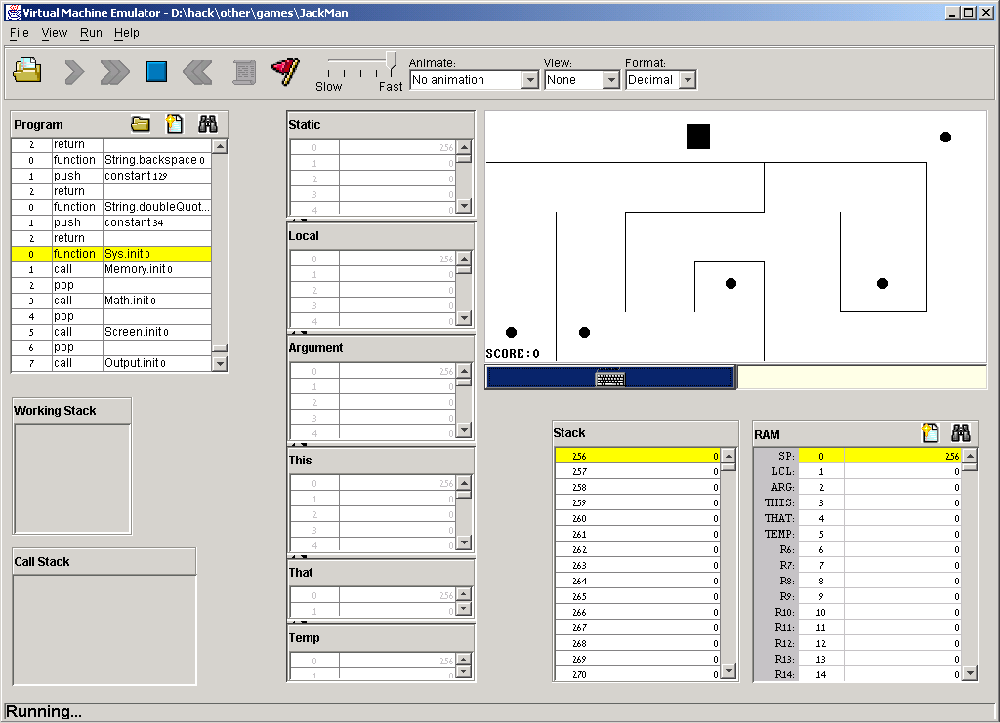 Virtual Machine Emulator - D:\hack\other\games\JackMan
File View Run Help
Slow Fast
Animate: View: Format:
No animation None Decimal
Program
2 return
0 function String.backspace 0
1 push constant 129
2 return
0 function String.doubleQuot...
1 push constant 34
2 return
0 function Sys.init 0
1 call Memory.init 0
2 pop
3 call Math.init 0
4 pop
5 call Screen.init 0
6 pop
7 call Output.init 0
Working Stack
Call Stack
Static
0 256
1 0
2 0
3 0
4 0
Local
0 256
1 0
2 0
3 0
4 0
Argument
0 256
1 0
2 0
3 0
4 0
This
0 256
1 0
2 0
3 0
4 0
That
0 256
1 0
Temp
0 256
1 0
SCORE:0
Stack
256 0
257 0
258 0
259 0
260 0
261 0
262 0
263 0
264 0
265 0
266 0
267 0
268 0
269 0
270 0
RAM
SP: 0 256
LCL: 1 0
ARG: 2 0
THIS: 3 0
THAT: 4 0
TEMP: 5 0
R6: 6 0
R7: 7 0
R8: 8 0
R9: 9 0
R10: 10 0
R11: 11 0
R12: 12 0
R13: 13 0
R14: 14 0
Running...